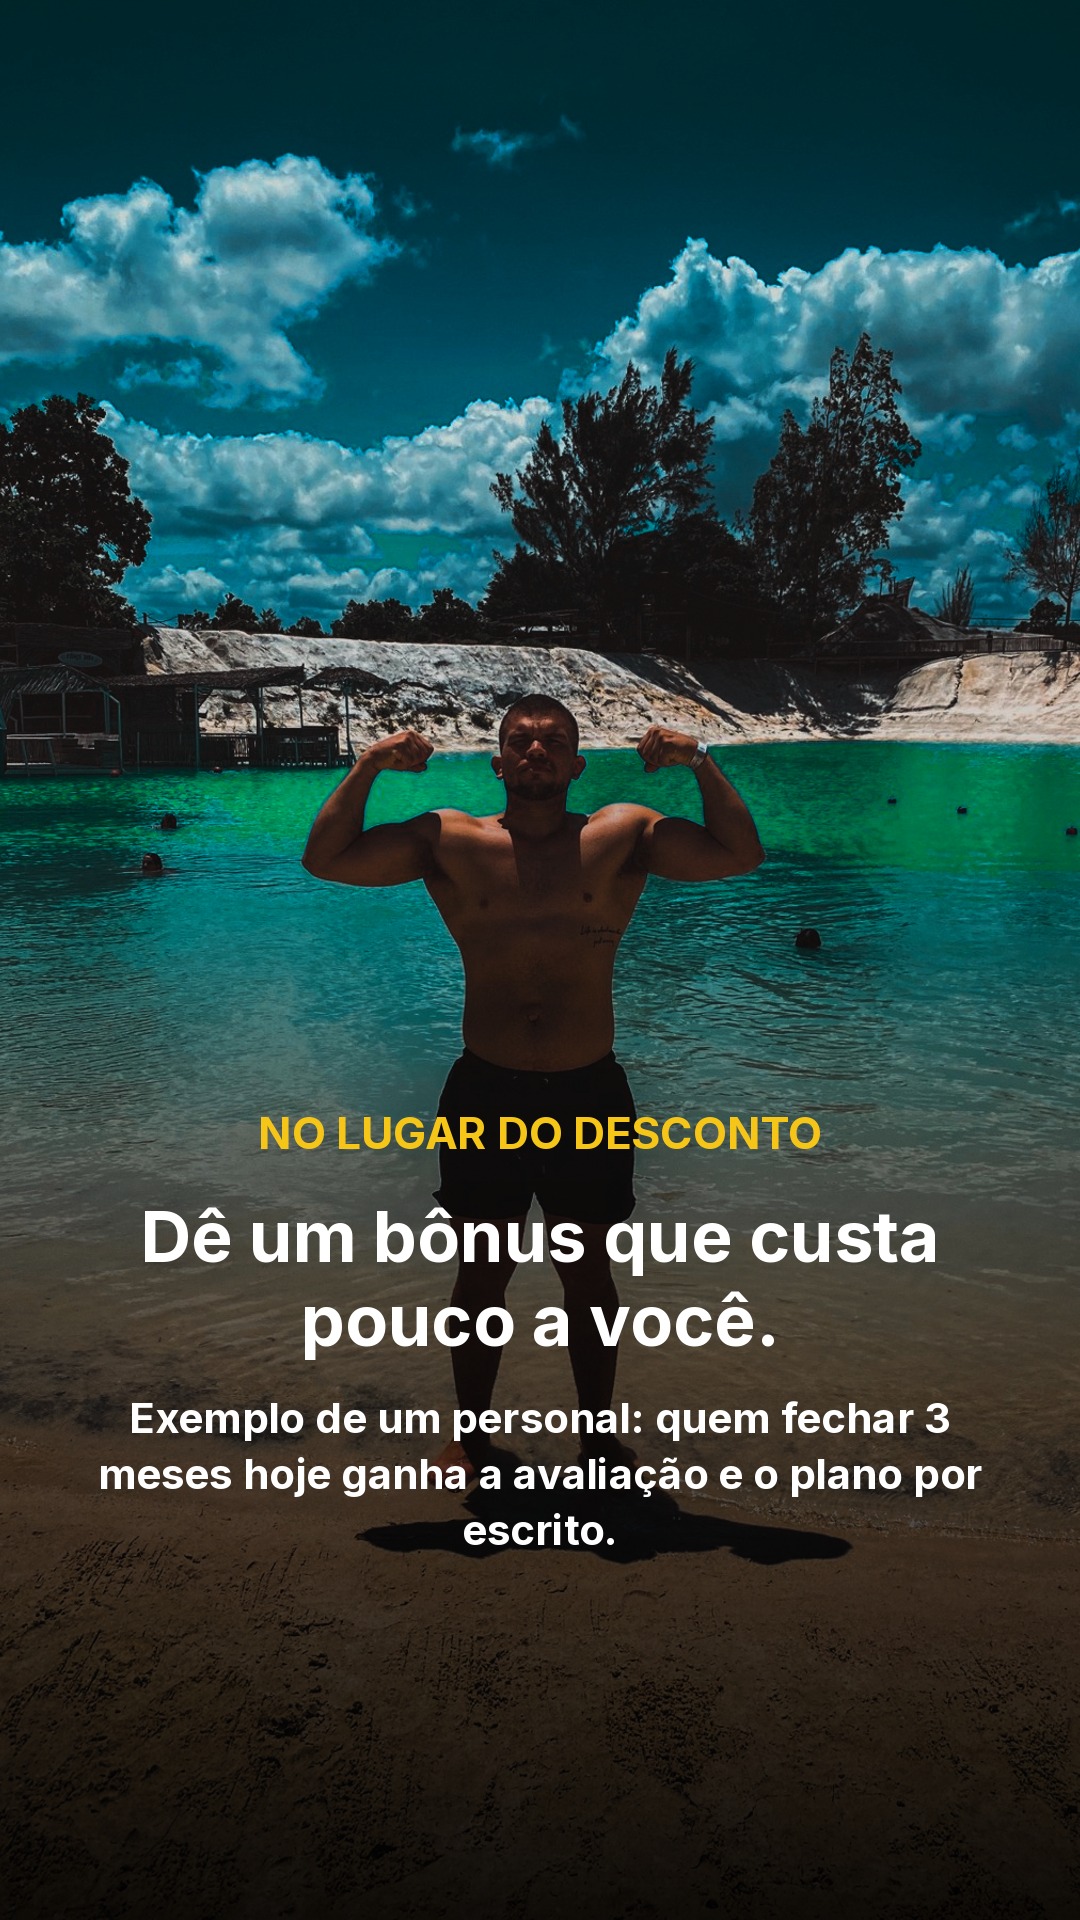 NO LUGAR DO DESCONTO
Dê um bônus que custa
pouco a você.
Exemplo de um personal: quem fechar 3
meses hoje ganha a avaliação e o plano por
escrito.